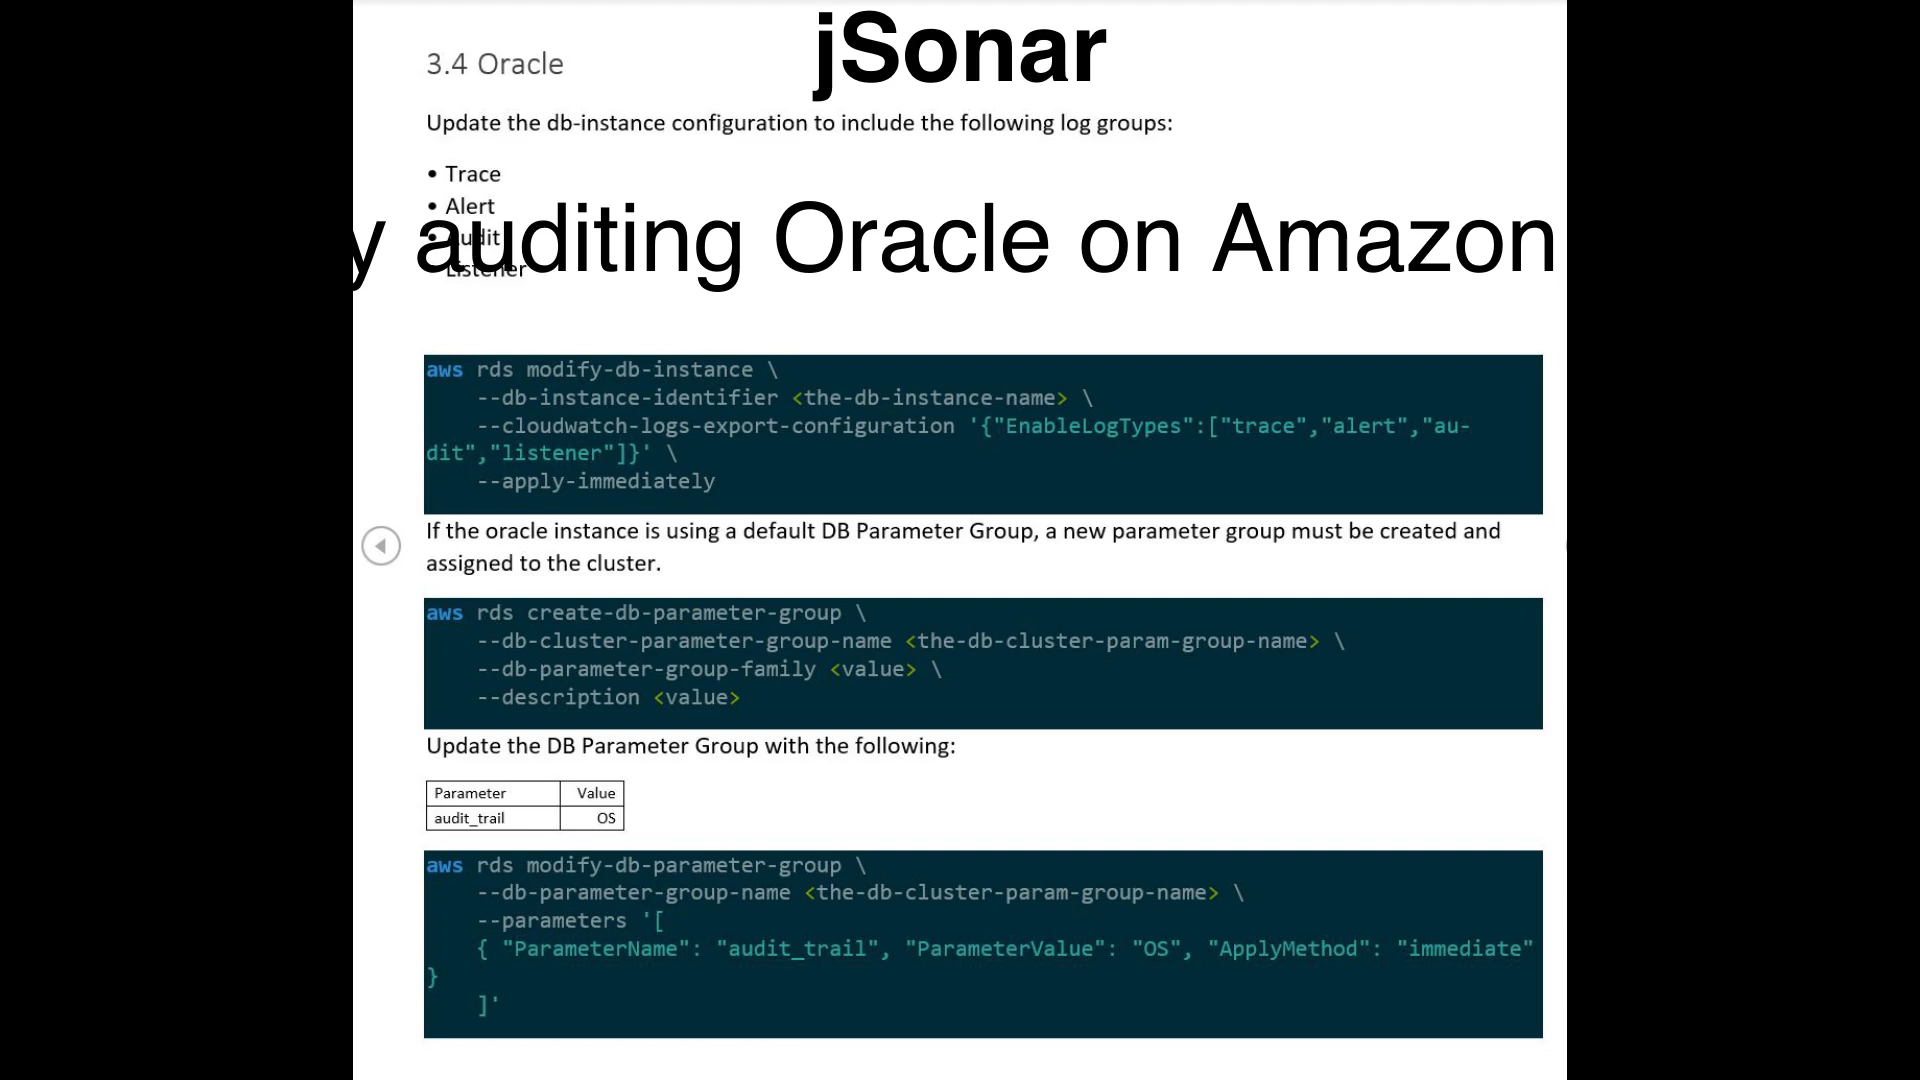 jSonar
3.4 Oracle
Update the db-instance configuration to include the following log groups:
• Trace
• Alert
• Audit
• Listener
y auditing Oracle on Amazon
aws rds modify-db-instance \
--db-instance-identifier <the-db-instance-name> \
--cloudwatch-logs-export-configuration '{"EnableLogTypes":["trace","alert","au-
dit","listener"]}' \
--apply-immediately
If the oracle instance is using a default DB Parameter Group, a new parameter group must be created and
assigned to the cluster.
aws rds create-db-parameter-group \
--db-cluster-parameter-group-name <the-db-cluster-param-group-name> \
--db-parameter-group-family <value> \
--description <value>
Update the DB Parameter Group with the following:
Parameter Value
audit_trail OS
aws rds modify-db-parameter-group \
--db-parameter-group-name <the-db-cluster-param-group-name> \
--parameters '[
{ "ParameterName": "audit_trail", "ParameterValue": "OS", "ApplyMethod": "immediate"
}
]'